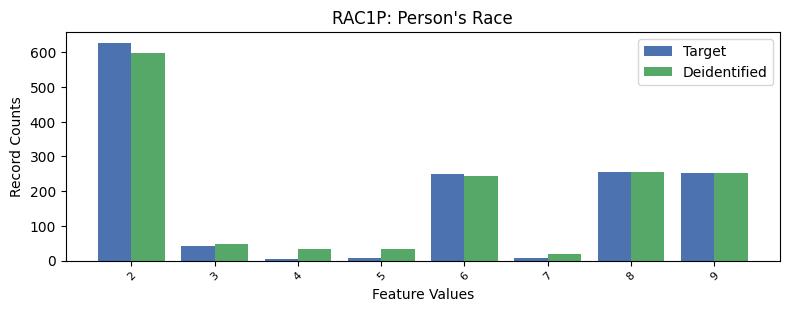 RAC1P: Person's Race
Target
Deidentified
Record Counts
600
500
400
300
200
100
0
2 3 4 5 6 7 8 9
Feature Values